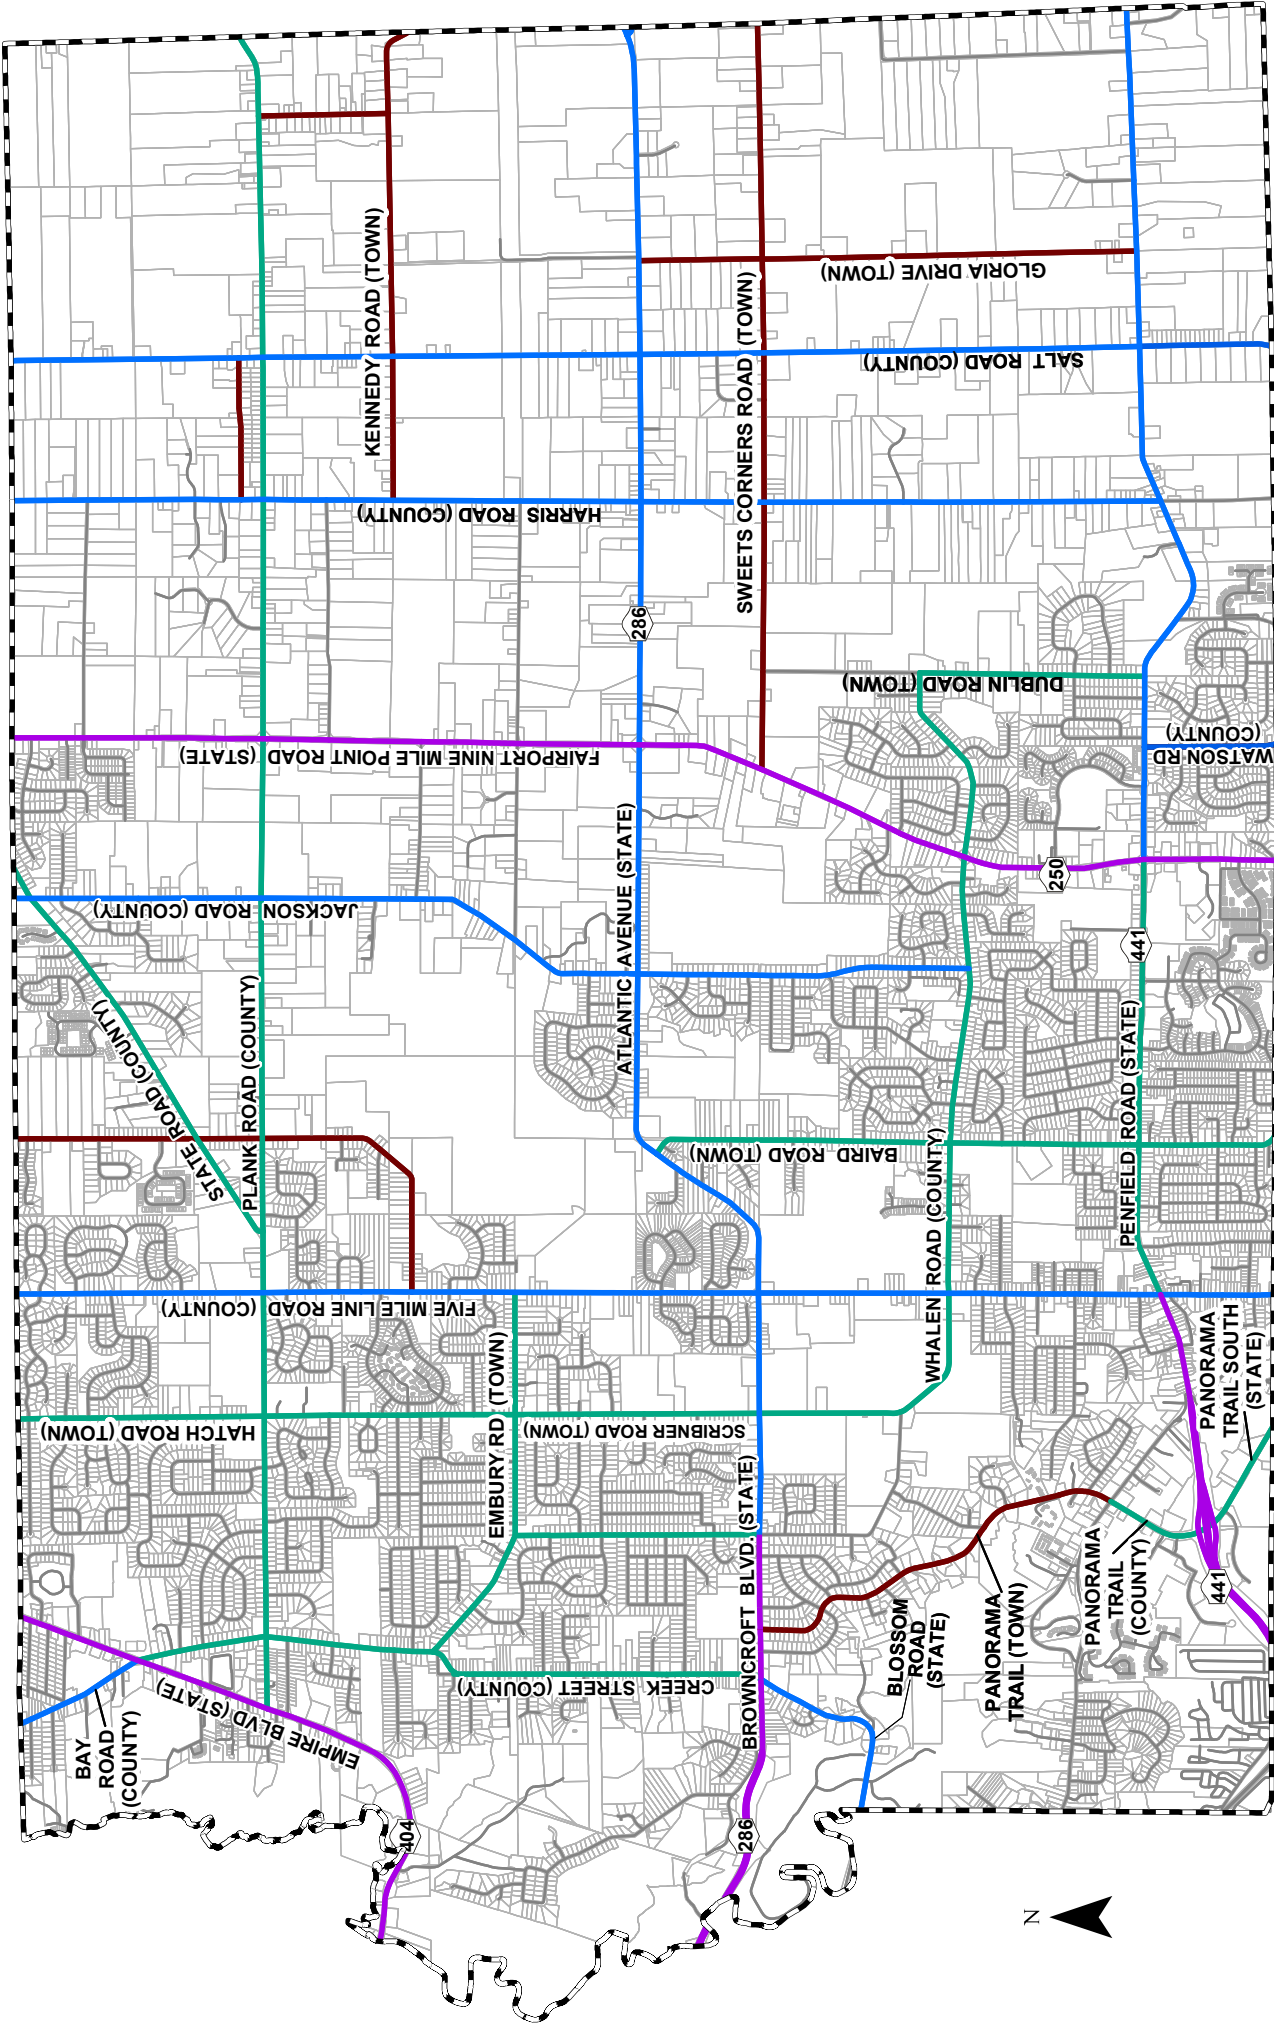 KENNEDY ROAD (TOWN)
GLORIA DRIVE (TOWN)
SWEETS CORNERS ROAD (TOWN)
SALT ROAD (COUNTY)
HARRIS ROAD (COUNTY)
286
DUBLIN ROAD (TOWN)
WATSON RD
(COUNTY)
FAIRPORT NINE MILE POINT ROAD (STATE)
250
ATLANTIC AVENUE (STATE)
JACKSON ROAD (COUNTY)
441
STATE ROAD (COUNTY)
PLANK ROAD (COUNTY)
PENFIELD ROAD (STATE)
BAIRD ROAD (TOWN)
WHALEN ROAD (COUNTY)
FIVE MILE LINE ROAD (COUNTY)
PANORAMA
TRAIL SOUTH
(STATE)
EMBURY RD (TOWN)
HATCH ROAD (TOWN)
SCRIBNER ROAD (TOWN)
BROWNCROFT BLVD. (STATE)
PANORAMA
TRAIL
(COUNTY)
441
PANORAMA
TRAIL (TOWN)
BLOSSOM
ROAD
(STATE)
CREEK STREET (COUNTY)
EMPIRE BLVD (STATE)
BAY
ROAD
(COUNTY)
404
286
N